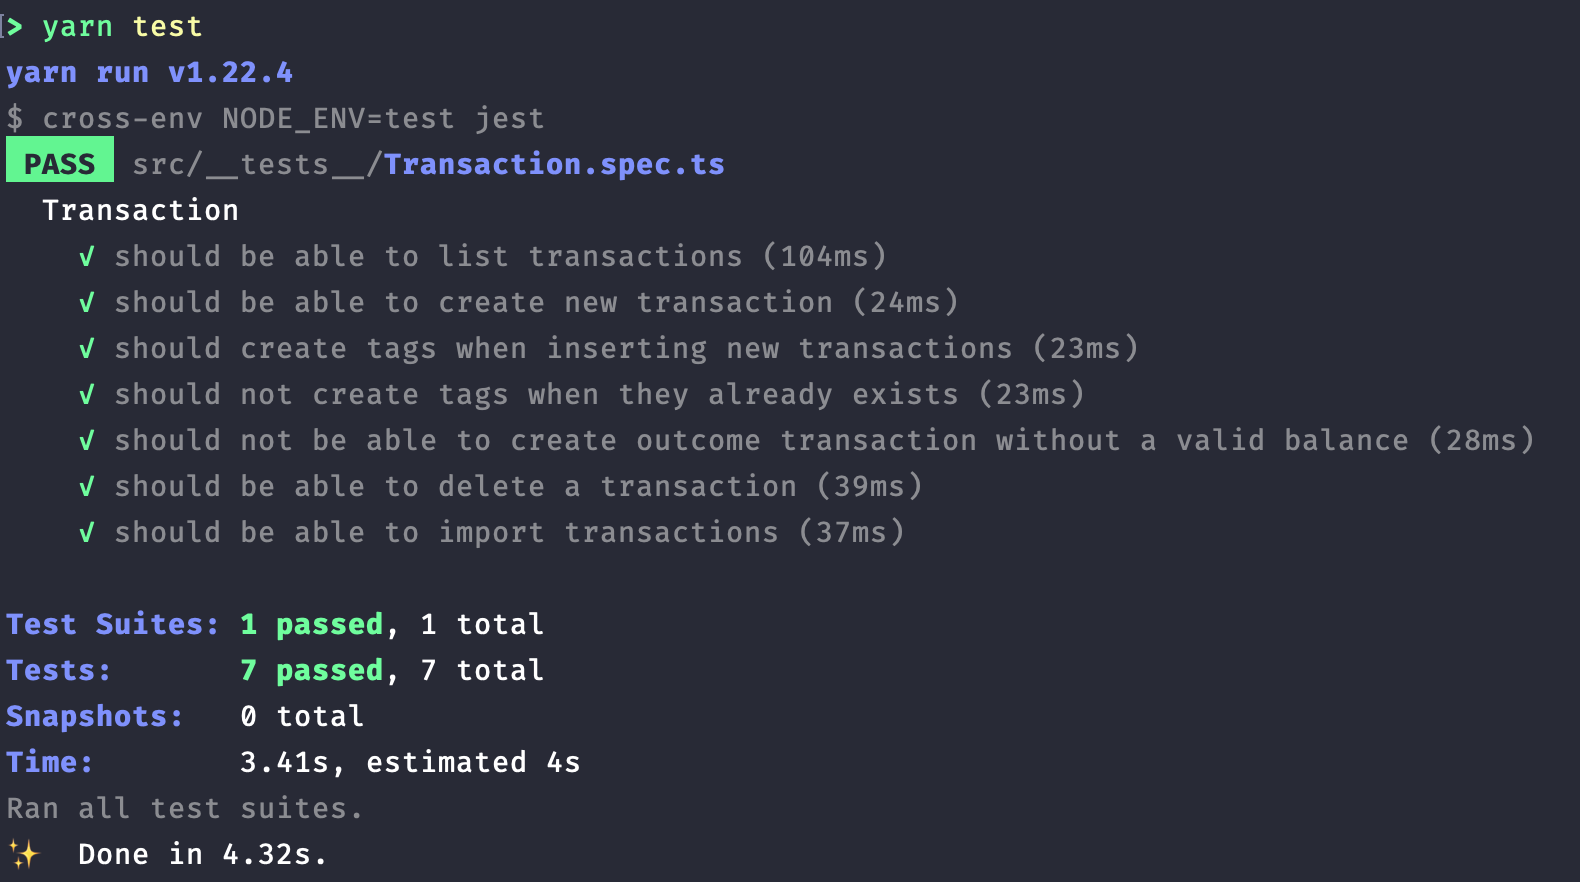 > yarn test
yarn run v1.22.4
$ cross-env NODE_ENV=test jest
PASS src/__tests__/Transaction.spec.ts
Transaction
√ should be able to list transactions (104ms)
√ should be able to create new transaction (24ms)
√ should create tags when inserting new transactions (23ms)
√ should not create tags when they already exists (23ms)
√ should not be able to create outcome transaction without a valid balance (28ms)
√ should be able to delete a transaction (39ms)
√ should be able to import transactions (37ms)
Test Suites: 1 passed, 1 total
Tests: 7 passed, 7 total
Snapshots: 0 total
Time: 3.41s, estimated 4s
Ran all test suites.
✨ Done in 4.32s.